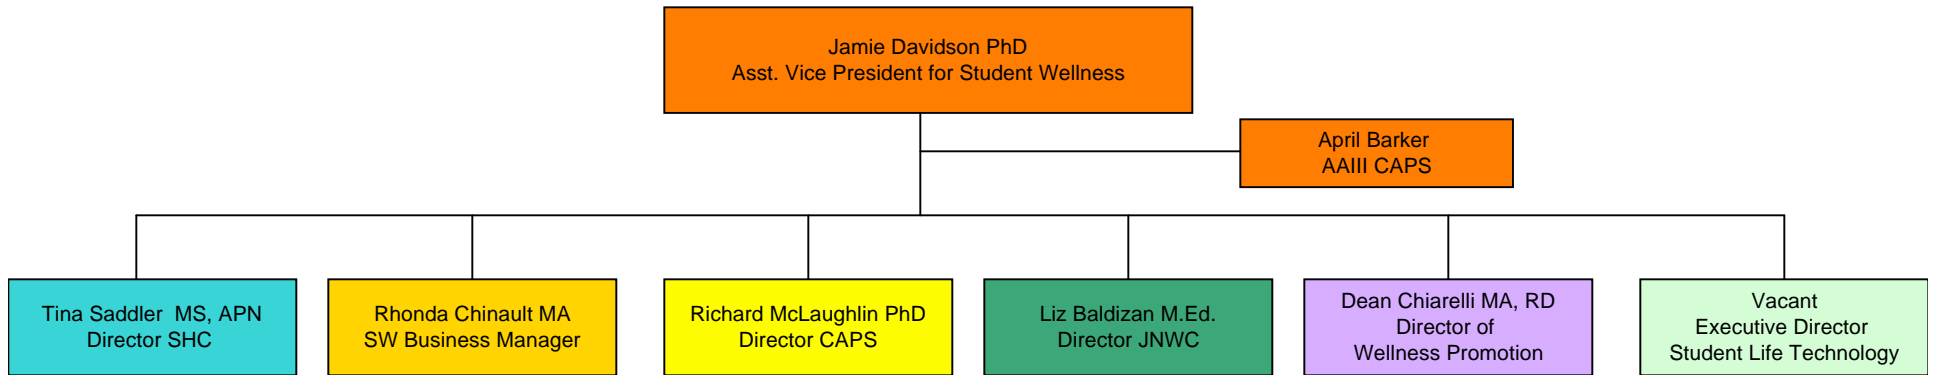 Jamie Davidson PhD
Asst. Vice President for Student Wellness
April Barker
AAIII CAPS
Tina Saddler  MS, APN
Director SHC
Rhonda Chinault MA
SW Business Manager
Richard McLaughlin PhD
Director CAPS
Liz Baldizan M.Ed.
Director JNWC
Dean Chiarelli MA, RD
Director of
Wellness Promotion
Vacant
Executive Director
Student Life Technology